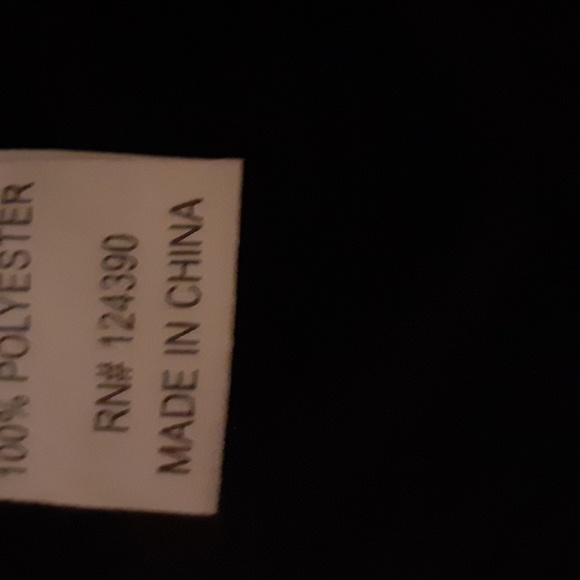 100% POLYESTER
RN# 124390
MADE IN CHINA